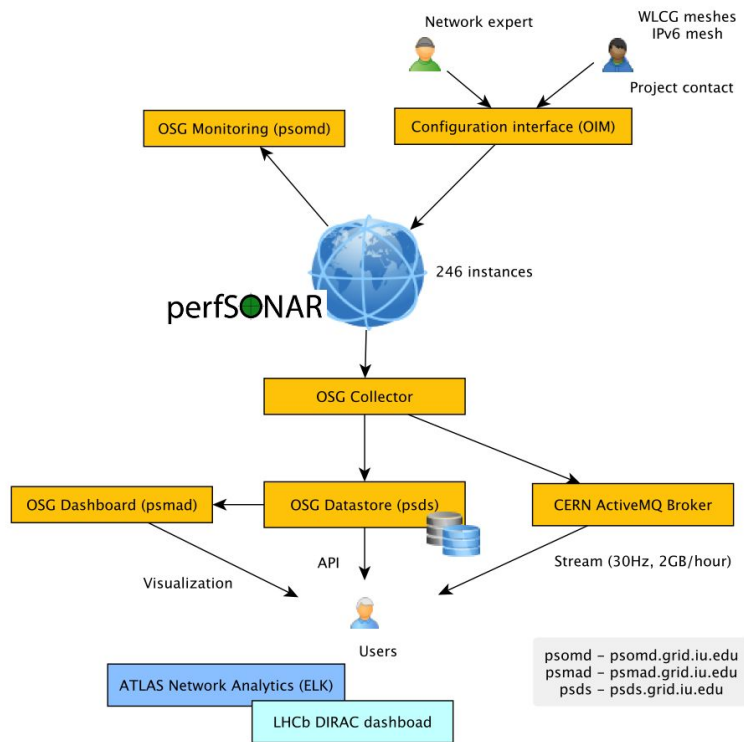 Network expert
WLCG meshes
IPv6 mesh
Project contact
OSG Monitoring (psomd)
Configuration interface (OIM)
246 instances
perfSONAR
OSG Collector
OSG Dashboard (psmad)
OSG Datastore (psds)
CERN ActiveMQ Broker
API
Stream (30Hz, 2GB/hour)
Visualization
Users
psomd – psomd.grid.iu.edu
psmad – psmad.grid.iu.edu
psds – psds.grid.iu.edu
ATLAS Network Analytics (ELK)
LHCb DIRAC dashboad